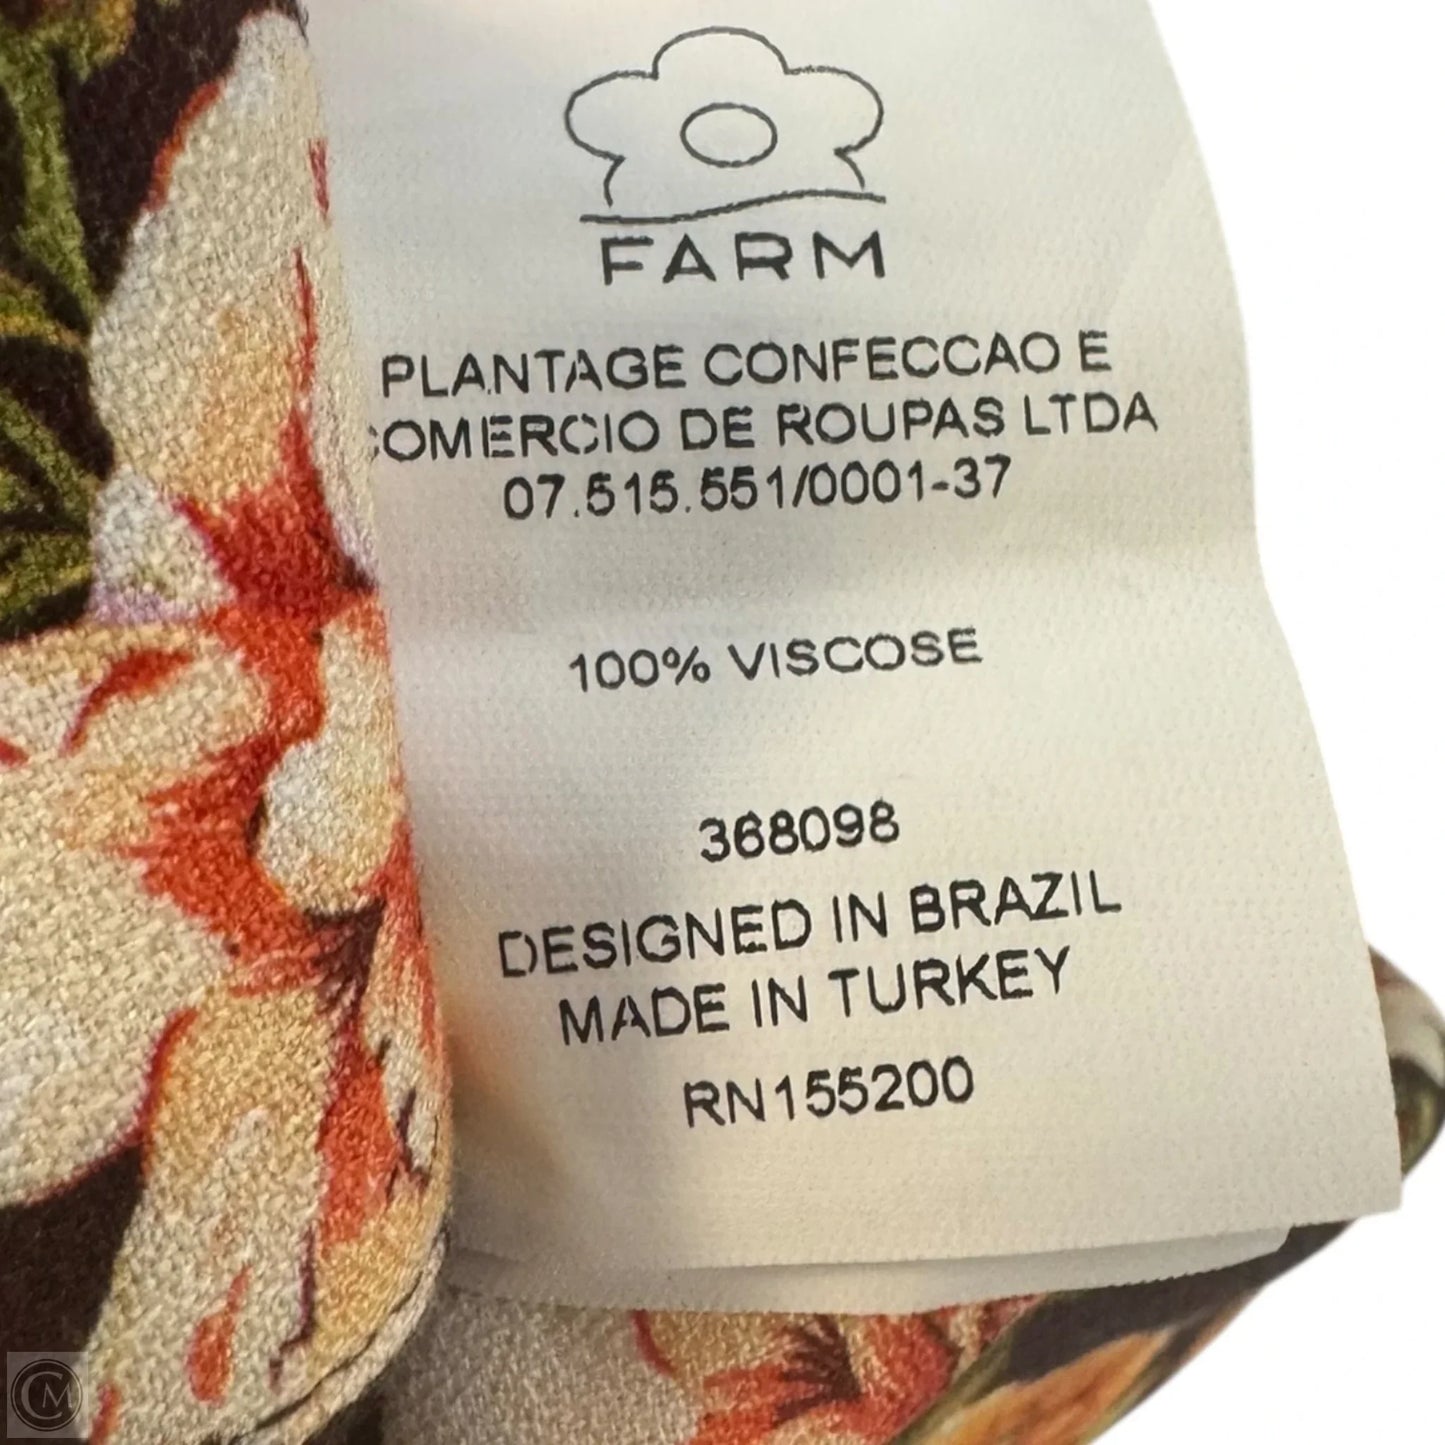 FARM
PLANTAGE CONFECCAO E
COMERCIO DE ROUPAS LTDA
07.515.551/0001-37
100% VISCOSE
368098
DESIGNED IN BRAZIL
MADE IN TURKEY
RN155200
CM